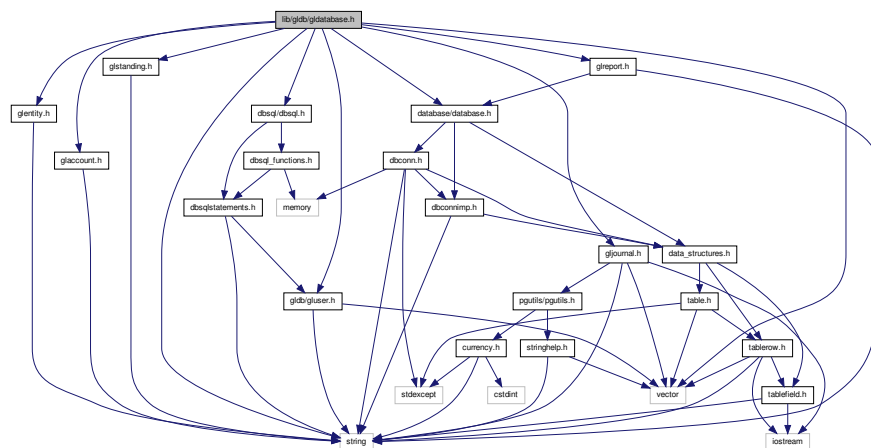 lib/gldb/gldatabase.h
glstanding.h
glreport.h
glentity.h
dbsql/dbsql.h
database/database.h
glaccount.h
dbsql_functions.h
dbconn.h
dbsqlstatements.h
memory
dbconnimp.h
gljournal.h
data_structures.h
gldb/gluser.h
pgutils/pgutils.h
table.h
currency.h
stringhelp.h
tablerow.h
stdexcept
cstdint
vector
tablefield.h
string
iostream